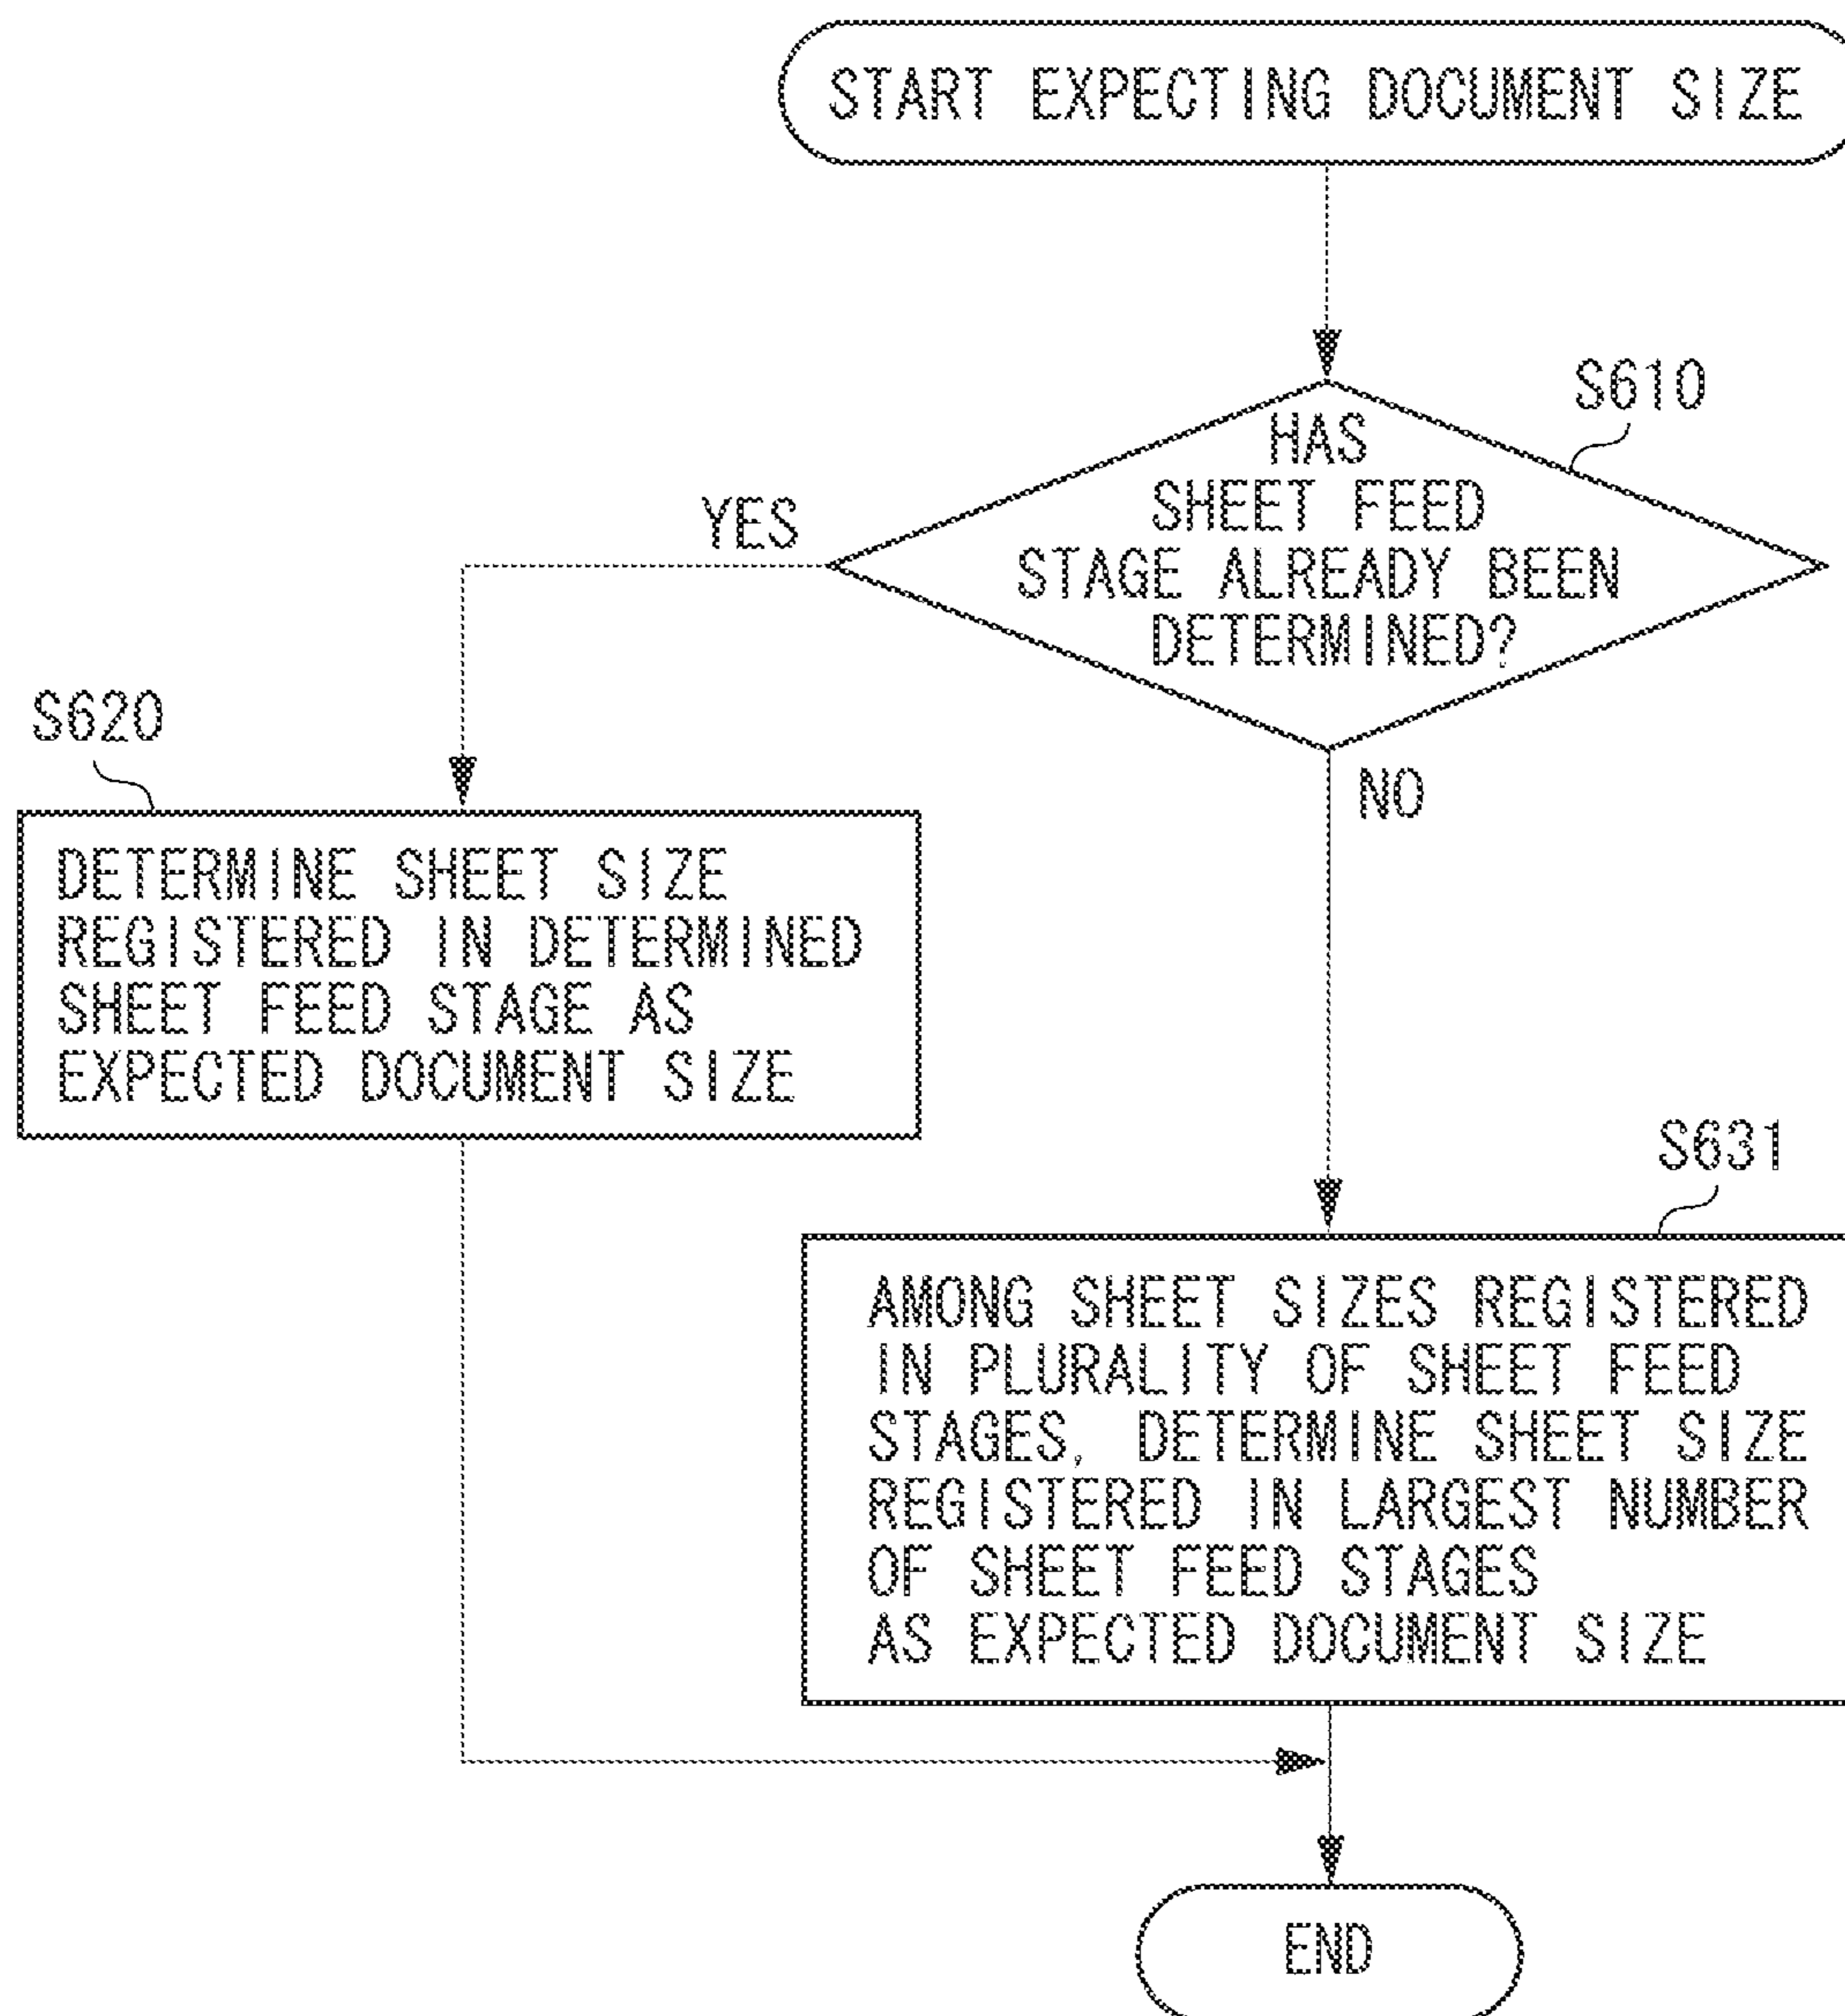 START EXPECTING DOCUMENT SIZE
S610
HAS
SHEET FEED
STAGE ALREADY BEEN
DETERMINED?
YES
NO
S620
DETERMINE SHEET SIZE
REGISTERED IN DETERMINED
SHEET FEED STAGE AS
EXPECTED DOCUMENT SIZE
S631
AMONG SHEET SIZES REGISTERED
IN PLURALITY OF SHEET FEED
STAGES, DETERMINE SHEET SIZE
REGISTERED IN LARGEST NUMBER
OF SHEET FEED STAGES
AS EXPECTED DOCUMENT SIZE
END